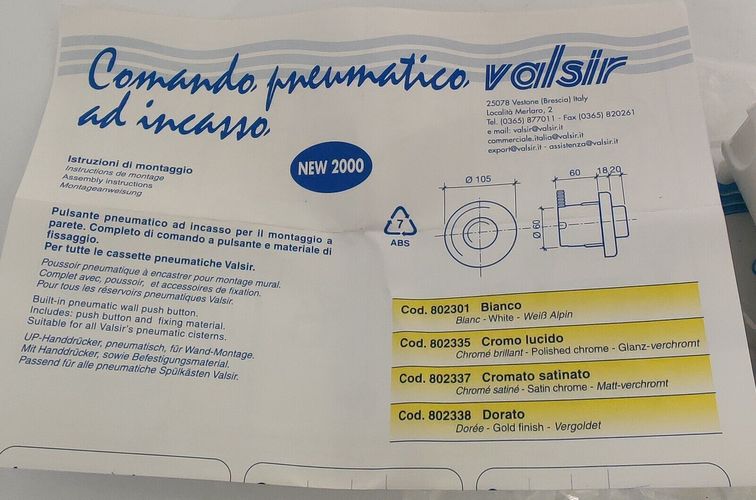 Comando pneumatico
ad incasso
valsir
25078 Vestone (Brescia) Italy
Località Merlaro, 2
Tel. (0365) 877011 - Fax (0365) 820261
e mail: valsir@valsir.it
commerciale.italia@valsir.it
export@valsir.it - assistenza@valsir.it
NEW 2000
Istruzioni di montaggio
Instructions de montage
Assembly instructions
Montageanweisung
Pulsante pneumatico ad incasso per il montaggio a
parete. Completo di comando a pulsante e materiale di
fissaggio.
Per tutte le cassette pneumatiche Valsir.
Poussoir pneumatique à encastrer pour montage mural.
Complet avec, poussoir, et accessoires de fixation.
Pour tous les réservoirs pneumatiques Valsir.
Built-in pneumatic wall push button.
Includes: push button and fixing material.
Suitable for all Valsir's pneumatic cisterns.
UP-Handdrücker, pneumatisch, für Wand-Montage.
Mit Handdrücker, sowie Befestigungsmaterial.
Passend für alle pneumatiche Spülkästen Valsir.
7
ABS
Ø 105
60
18
20
Ø 60
Cod. 802301 Bianco
Blanc - White - Weiß Alpin
Cod. 802335 Cromo lucido
Chromé brillant - Polished chrome - Glanz-verchromt
Cod. 802337 Cromato satinato
Chromé satiné - Satin chrome - Matt-verchromt
Cod. 802338 Dorato
Dorée - Gold finish - Vergoldet